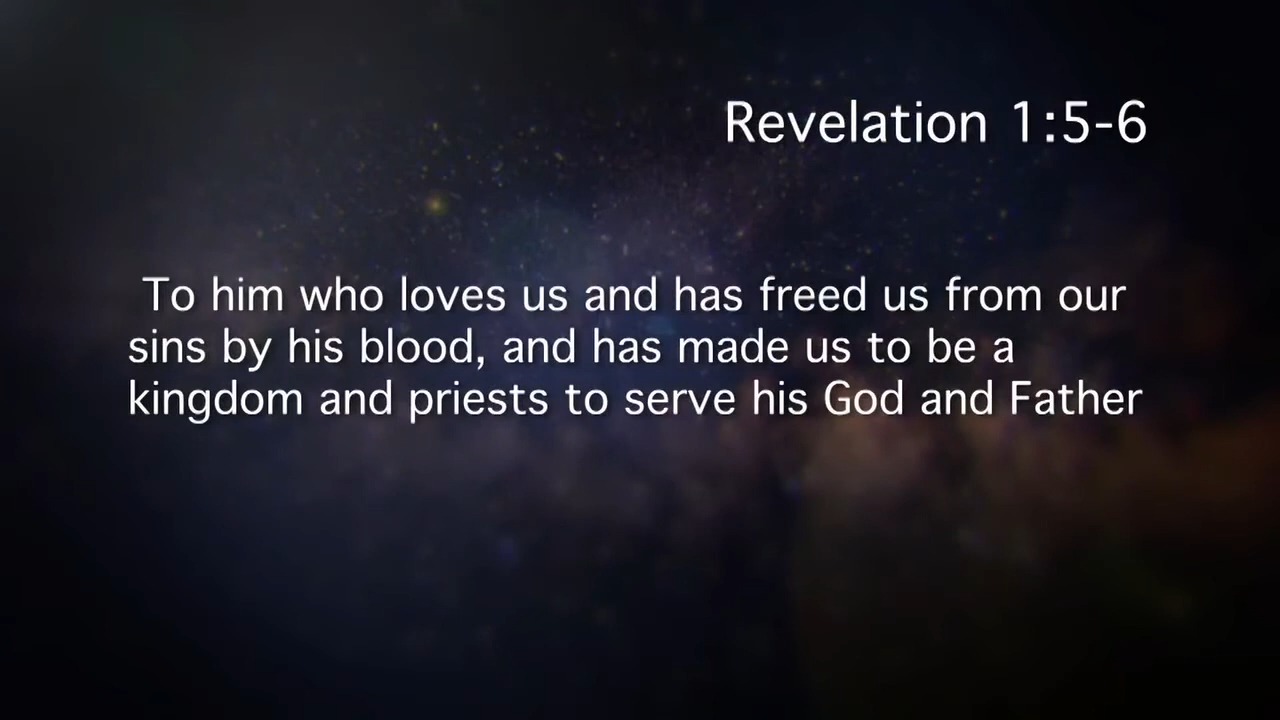 Revelation 1:5-6
To him who loves us and has freed us from our
sins by his blood, and has made us to be a
kingdom and priests to serve his God and Father